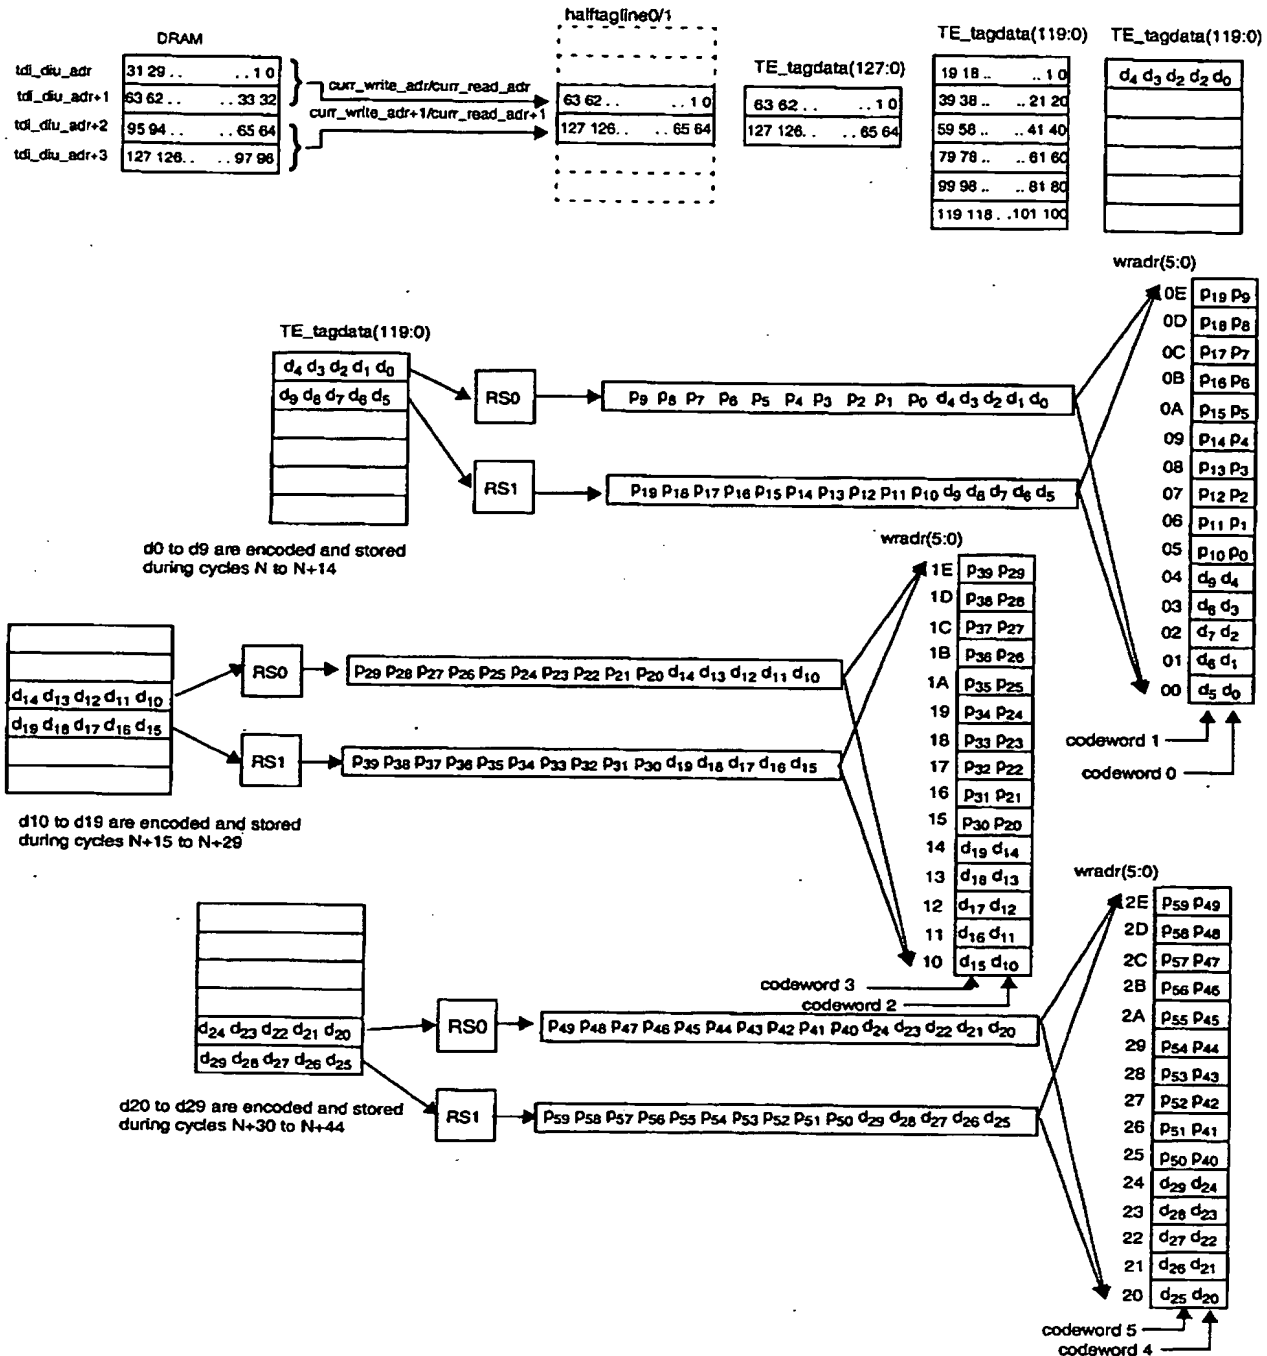 halftagline0/1
DRAM
TE_tagdata(119:0)
TE_tagdata(119:0)
TE_tagdata(127:0)
tdi_diu_adr
31 29 . . . . 1 0
tdi_diu_adr+1
63 62 . . . . 33 32
tdi_diu_adr+2
95 94 . . . . 65 64
tdi_diu_adr+3
127 126. . . . 97 96
curr_write_adr/curr_read_adr
curr_write_adr+1/curr_read_adr+1
63 62 . . . . 1 0
127 126. . . . 65 64
63 62 . . . . 1 0
127 126. . . . 65 64
19 18 .. .. 1 0
39 38 .. .. 21 20
59 58 .. .. 41 40
79 78 .. .. 61 60
99 98 .. .. 81 80
119 118 . . 101 100
d4 d3 d2 d2 d0
wradr(5:0)
0E p19 p9
0D p18 p8
0C p17 p7
0B p16 p6
0A p15 p5
09 p14 p4
08 p13 p3
07 p12 p2
06 p11 p1
05 p10 p0
04 d9 d4
03 d8 d3
02 d7 d2
01 d6 d1
00 d5 d0
codeword 1
codeword 0
TE_tagdata(119:0)
d4 d3 d2 d1 d0
d9 d8 d7 d6 d5
RS0
p9 p8 p7 p6 p5 p4 p3 p2 p1 p0 d4 d3 d2 d1 d0
RS1
p19 p18 p17 p16 p15 p14 p13 p12 p11 p10 d9 d8 d7 d6 d5
d0 to d9 are encoded and stored
during cycles N to N+14
wradr(5:0)
1E p39 p29
1D p38 p28
1C p37 p27
1B p36 p26
1A p35 p25
19 p34 p24
18 p33 p23
17 p32 p22
16 p31 p21
15 p30 p20
14 d19 d14
13 d18 d13
12 d17 d12
11 d16 d11
10 d15 d10
codeword 3
codeword 2
d14 d13 d12 d11 d10
d19 d18 d17 d16 d15
RS0
p29 p28 p27 p26 p25 p24 p23 p22 p21 p20 d14 d13 d12 d11 d10
RS1
p39 p38 p37 p36 p35 p34 p33 p32 p31 p30 d19 d18 d17 d16 d15
d10 to d19 are encoded and stored
during cycles N+15 to N+29
wradr(5:0)
2E p59 p49
2D p58 p48
2C p57 p47
2B p56 p46
2A p55 p45
29 p54 p44
28 p53 p43
27 p52 p42
26 p51 p41
25 p50 p40
24 d29 d24
23 d28 d23
22 d27 d22
21 d26 d21
20 d25 d20
codeword 5
codeword 4
d24 d23 d22 d21 d20
d29 d28 d27 d26 d25
RS0
p49 p48 p47 p46 p45 p44 p43 p42 p41 p40 d24 d23 d22 d21 d20
RS1
p59 p58 p57 p56 p55 p54 p53 p52 p51 p50 d29 d28 d27 d26 d25
d20 to d29 are encoded and stored
during cycles N+30 to N+44